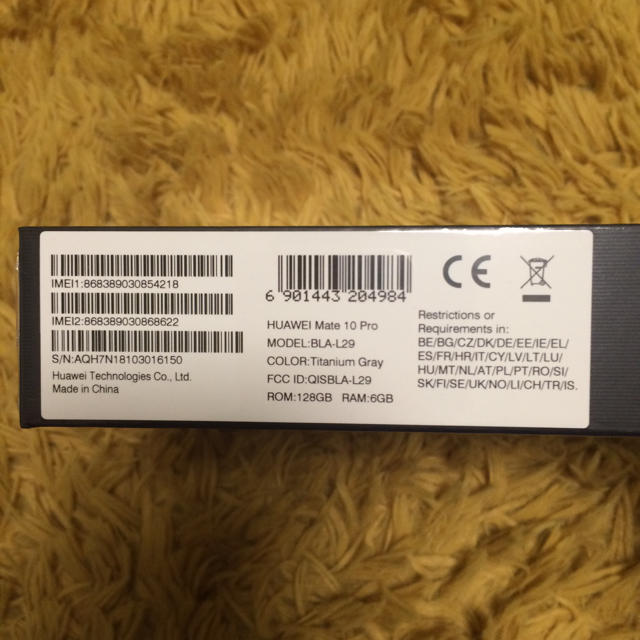 IMEI1:868389030854218
IMEI2:868389030868622
S/N:AQH7N18103016150
Huawei Technologies Co., Ltd.
Made in China
6 901443 204984
HUAWEI Mate 10 Pro
MODEL:BLA-L29
COLOR:Titanium Gray
FCC ID:QISBLA-L29
ROM:128GB RAM:6GB
CE
Restrictions or
Requirements in:
BE/BG/CZ/DK/DE/EE/IE/EL/
ES/FR/HR/IT/CY/LV/LT/LU/
HU/MT/NL/AT/PL/PT/RO/SI/
SK/FI/SE/UK/NO/LI/CH/TR/IS.